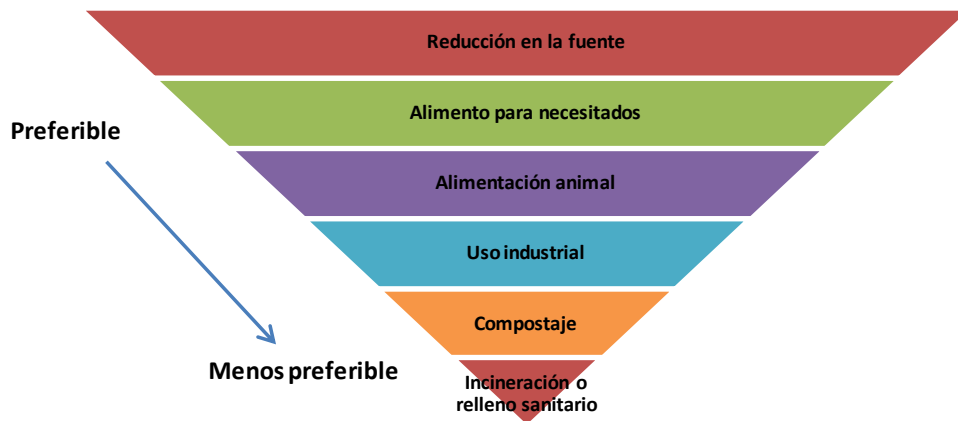 Reducción en la fuente
Alimento para necesitados
Preferible
Alimentación animal
Uso industrial
Compostaje
Menos preferible
Incineración o
relleno sanitario